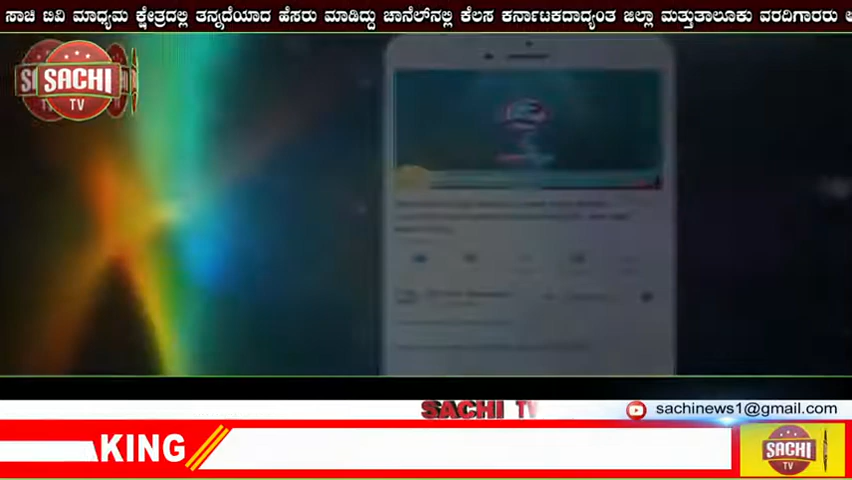 ಸಾಚಿ ಟಿವಿ ಮಾಧ್ಯಮ ಕ್ಷೇತ್ರದಲ್ಲಿ ತನ್ನದೆಯಾದ ಹೆಸರು ಮಾಡಿದ್ದು ಚಾನೆಲ್‌ನಲ್ಲಿ ಕೆಲಸ ಕರ್ನಾಟಕದಾದ್ಯಂತ ಜಿಲ್ಲಾ ಮತ್ತುತಾಲೂಕು ವರದಿಗಾರರು
SACHI
TV
SACHI TV
sachinews1@gmail.com
AKING
SACHI
TV